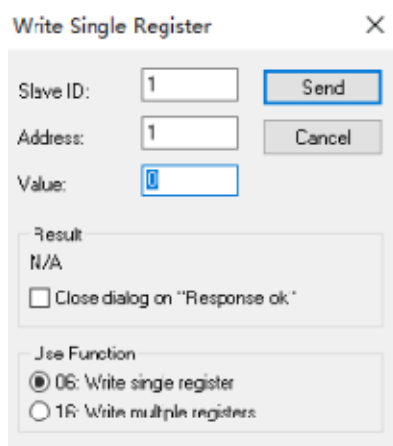 Write Single Register
Slave ID: 1 Send
Address: 1 Cancel
Value: 0
Result
N/A
Close dialog on "Response ok"
Use Function
06: Write single register
16: Write multiple registers